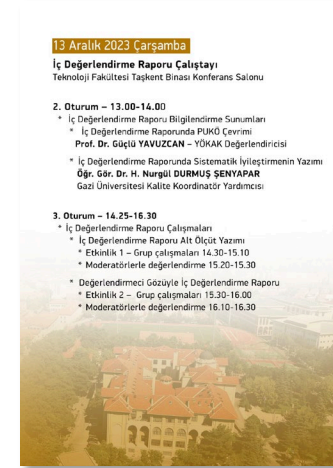 13 Aralık 2023 Çarşamba
İç Değerlendirme Raporu Çalıştayı
Teknoloji Fakültesi Taşkent Binası Konferans Salonu
2. Oturum – 13.00-14.00
* İç Değerlendirme Raporu Bilgilendirme Sunumları
* İç Değerlendirme Raporunda PUKÖ Çevrimi
Prof. Dr. Güçlü YAVUZCAN – YÖKAK Değerlendiricisi
* İç Değerlendirme Raporunda Sistematik İyileştirmenin Yazımı
Öğr. Gör. Dr. H. Nurgül DURMUŞ ŞENYAPAR
Gazi Üniversitesi Kalite Koordinatör Yardımcısı
3. Oturum – 14.25-16.30
* İç Değerlendirme Raporu Çalışmaları
* İç Değerlendirme Raporu Alt Ölçüt Yazımı
* Etkinlik 1 – Grup çalışmaları 14.30-15.10
* Moderatörlerle değerlendirme 15.20-15.30
* Değerlendirmeci Gözüyle İç Değerlendirme Raporu
* Etkinlik 2 – Grup çalışmaları 15.30-16.00
* Moderatörlerle değerlendirme 16.10-16.30